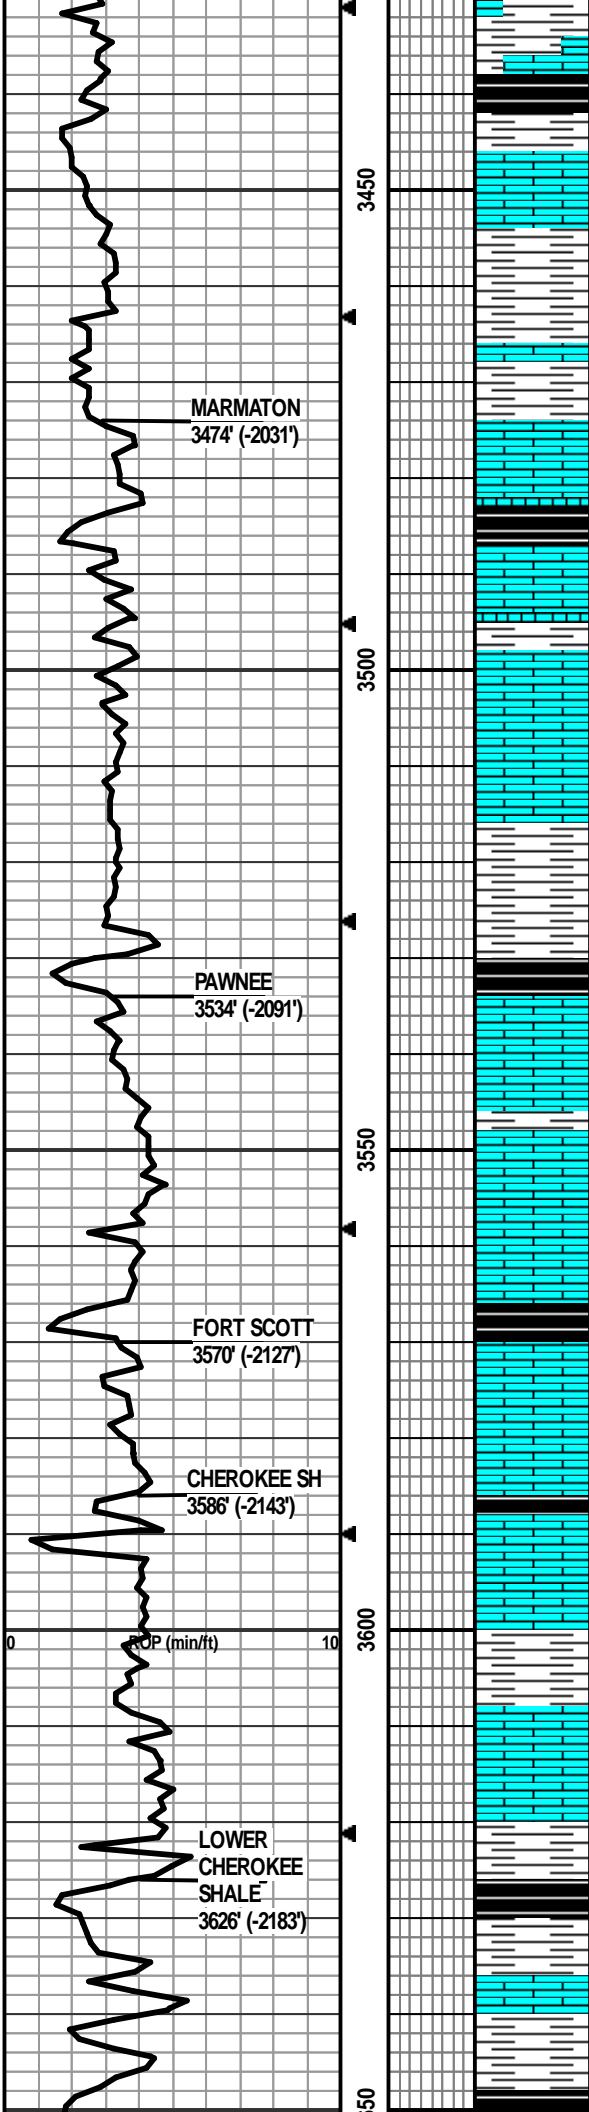 3450
MARMATON
3474' (-2031')
3500
PAWNEE
3534' (-2091')
3550
FORT SCOTT
3570' (-2127')
CHEROKEE SH
3586' (-2143')
0 ROP (min/ft) 10
3600
LOWER
CHEROKEE
SHALE
3626' (-2183')